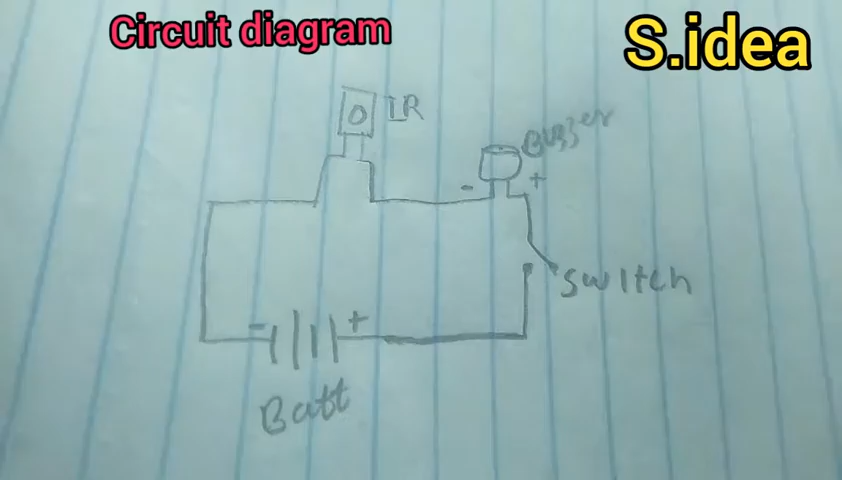 Circuit diagram
S.idea
IR
Buzzer
- +
Switch
- +
Batt